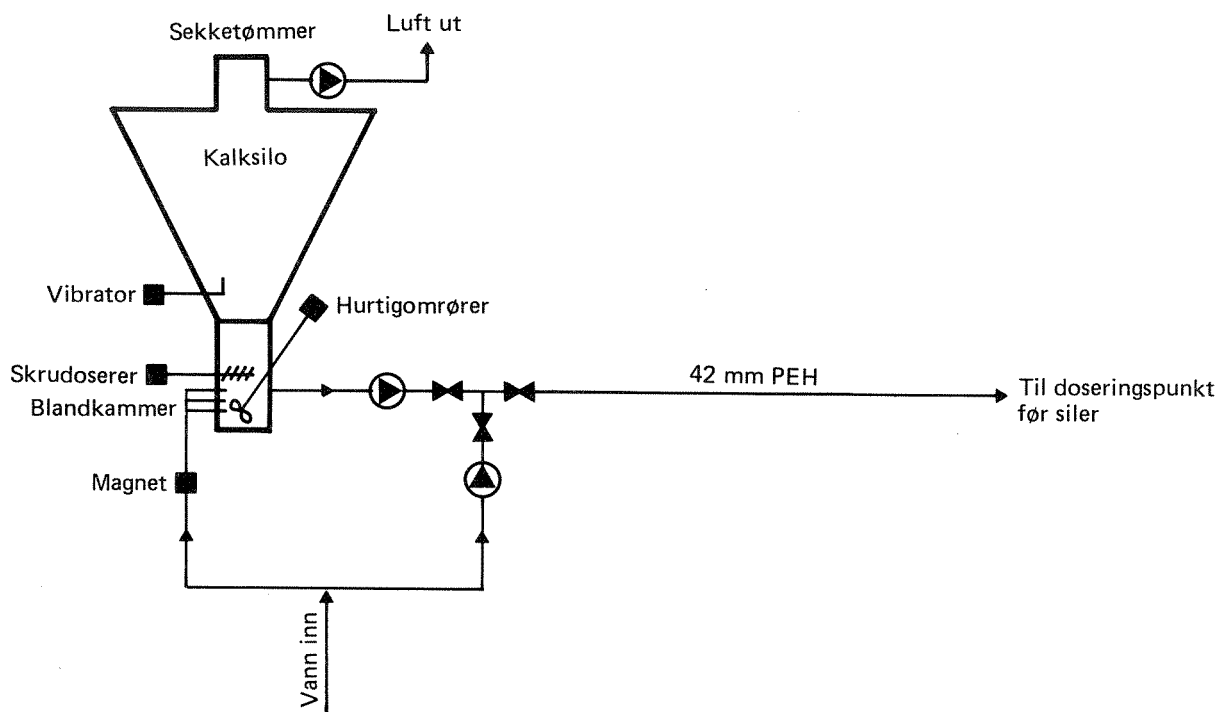 Sekketømmer
Luft ut
Kalksilo
Vibrator
Hurtigomrører
Skrudoserer
Blandkammer
42 mm PEH
Til doseringspunkt
før siler
Magnet
Vann inn